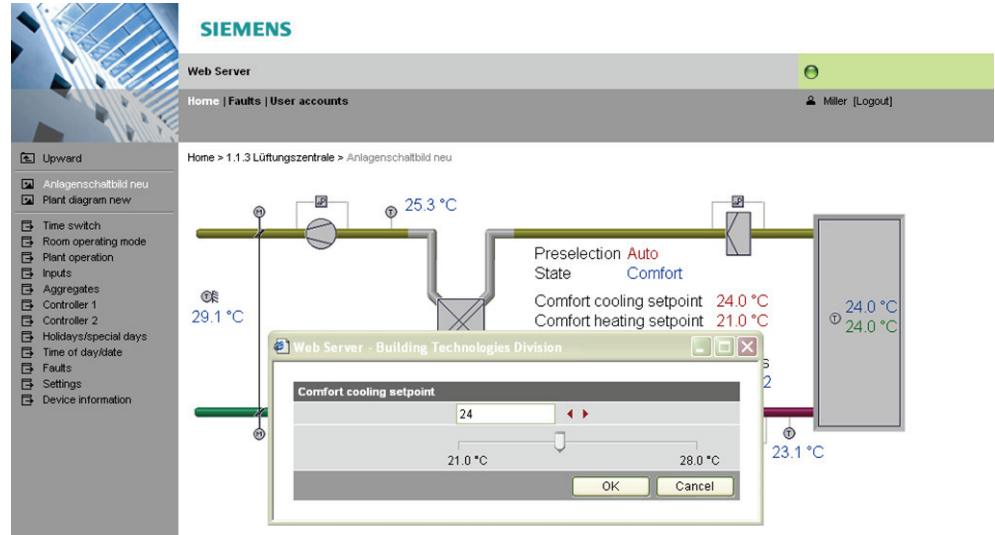 SIEMENS
Web Server
Home | Faults | User accounts
Miller [Logout]
Upward
Home > 1.1.3 Lüftungszentrale > Anlagenschaltbild neu
Anlagenschaltbild neu
Plant diagram new
Time switch
Room operating mode
Plant operation
Inputs
Aggregates
Controller 1
Controller 2
Holidays/special days
Time of day/date
Faults
Settings
Device information
M
T
25.3 °C
Preselection Auto
State Comfort
Comfort cooling setpoint 24.0 °C
Comfort heating setpoint 21.0 °C
T
29.1 °C
T
24.0 °C
24.0 °C
s
2
M
T
23.1 °C
Web Server - Building Technologies Division
Comfort cooling setpoint
24
21.0 °C
28.0 °C
OK
Cancel